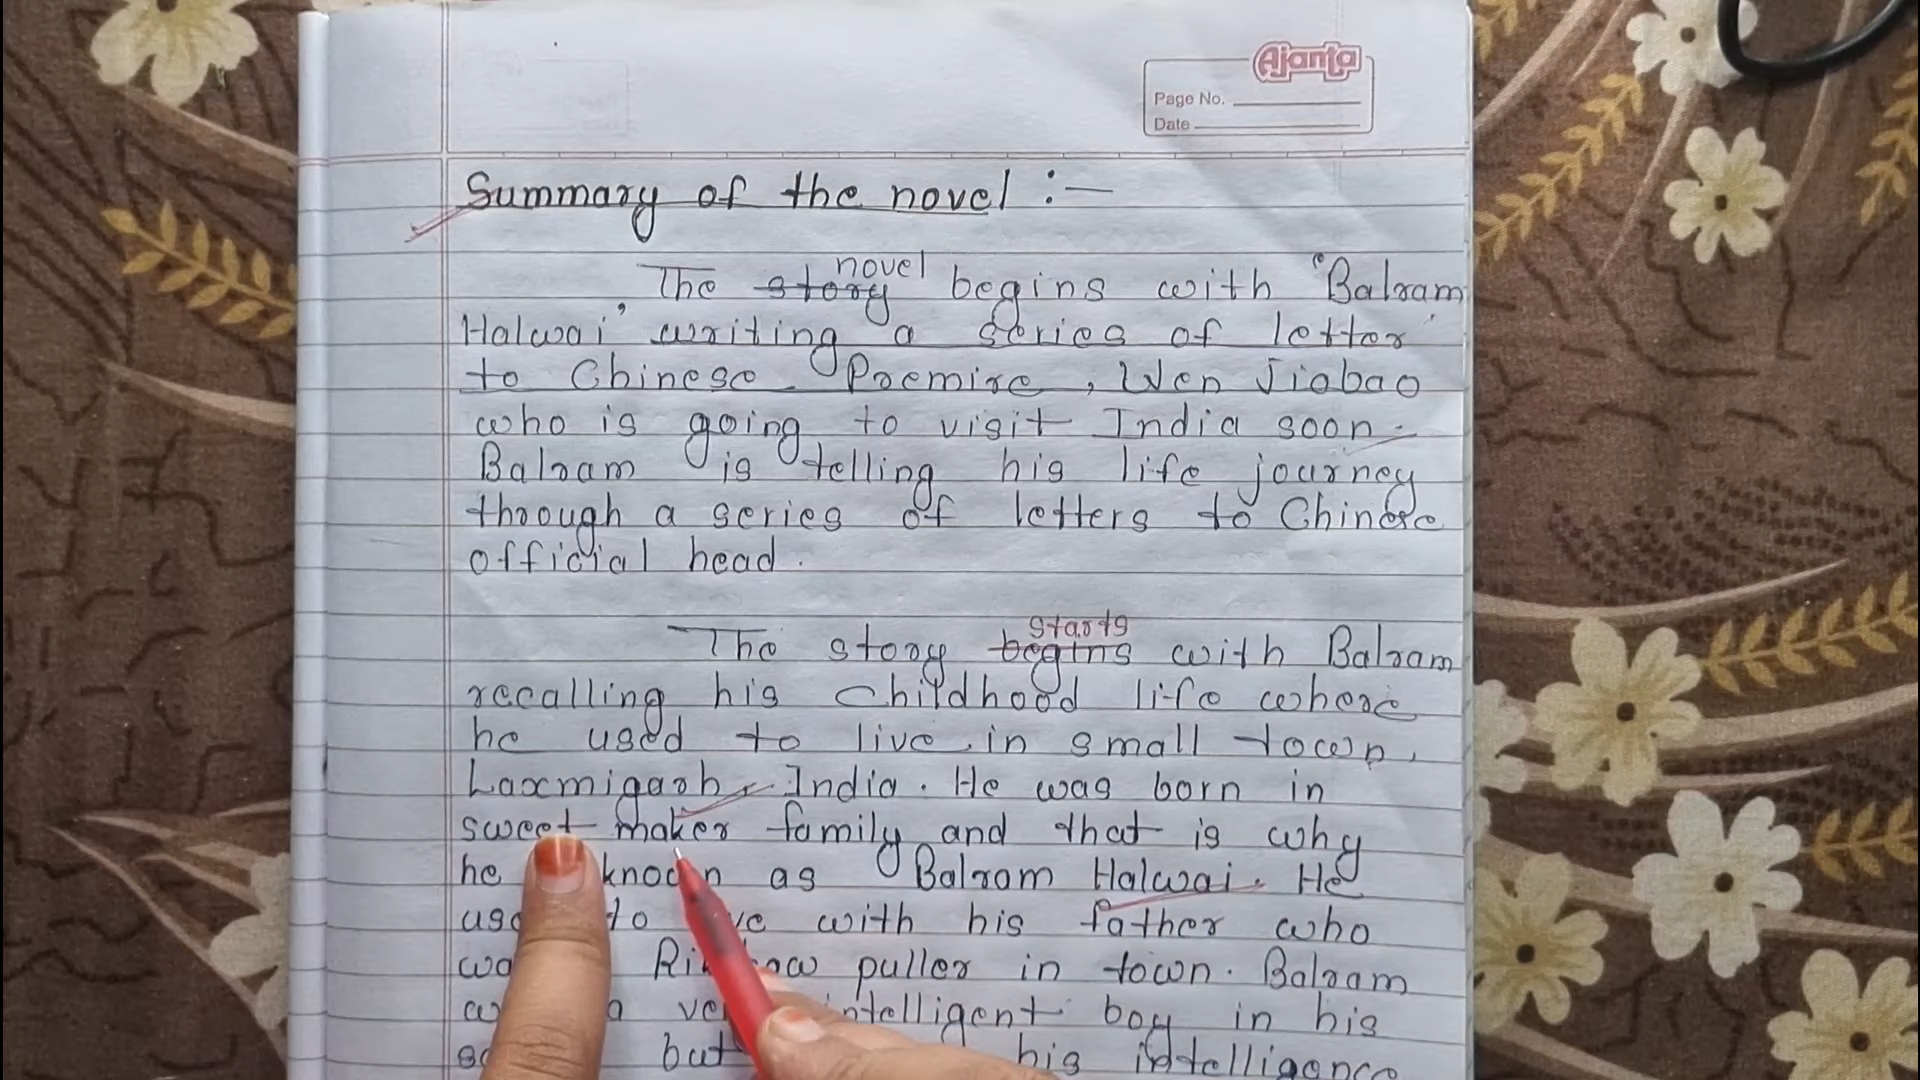 Ajanta
Page No.
Date
Summary of the novel :-
The story novel begins with 'Balram
Halwai' writing a series of letter
to Chinese Premire, Wen Jiabao
who is going to visit India soon.
Balram is telling his life journey
through a series of letters to Chinese
official head.
The story begins starts with Balram
recalling his childhood life where
he used to live in small town,
Laxmigarh, India. He was born in
sweet maker family and that is why
he known as Balram Halwai. He
to with his father who
puller in town. Balram
a intelligent boy in his
but his intelligence